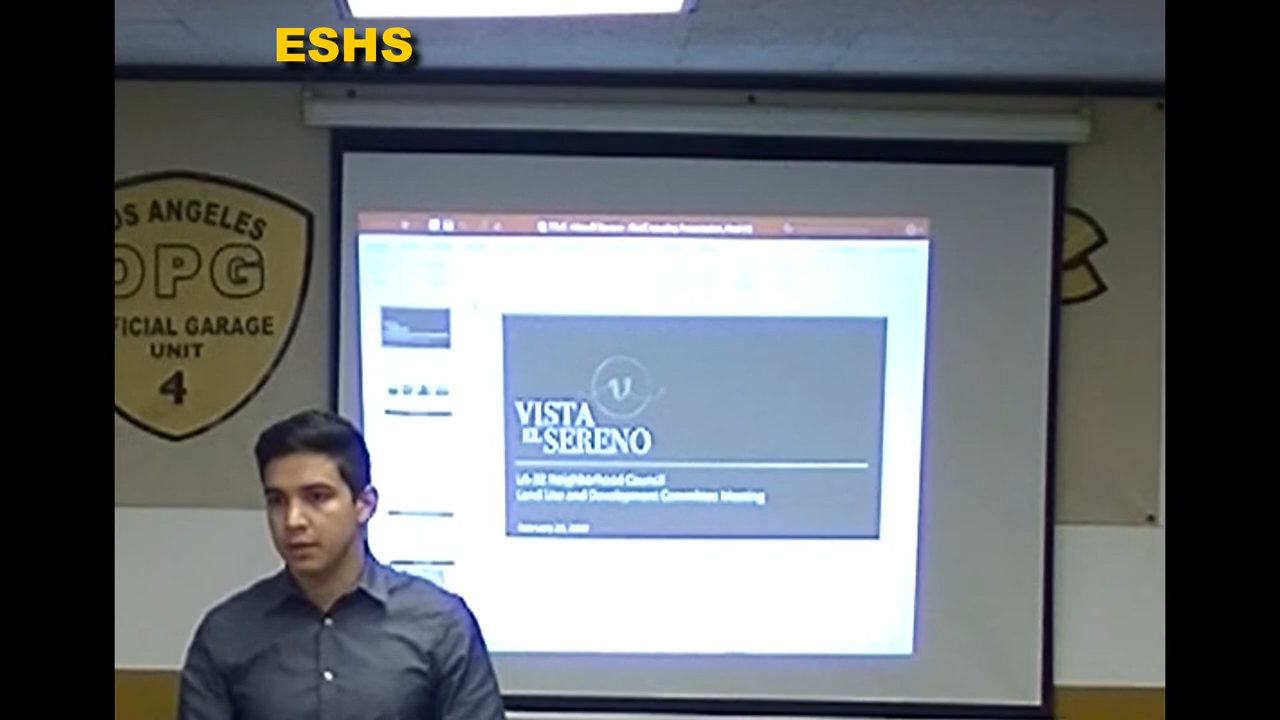 ESHS
OS ANGELES
OPG
FICIAL GARAGE
UNIT
4
v
VISTA
EL SERENO
LA-32 Neighborhood Council
Land Use and Development Committee Meeting